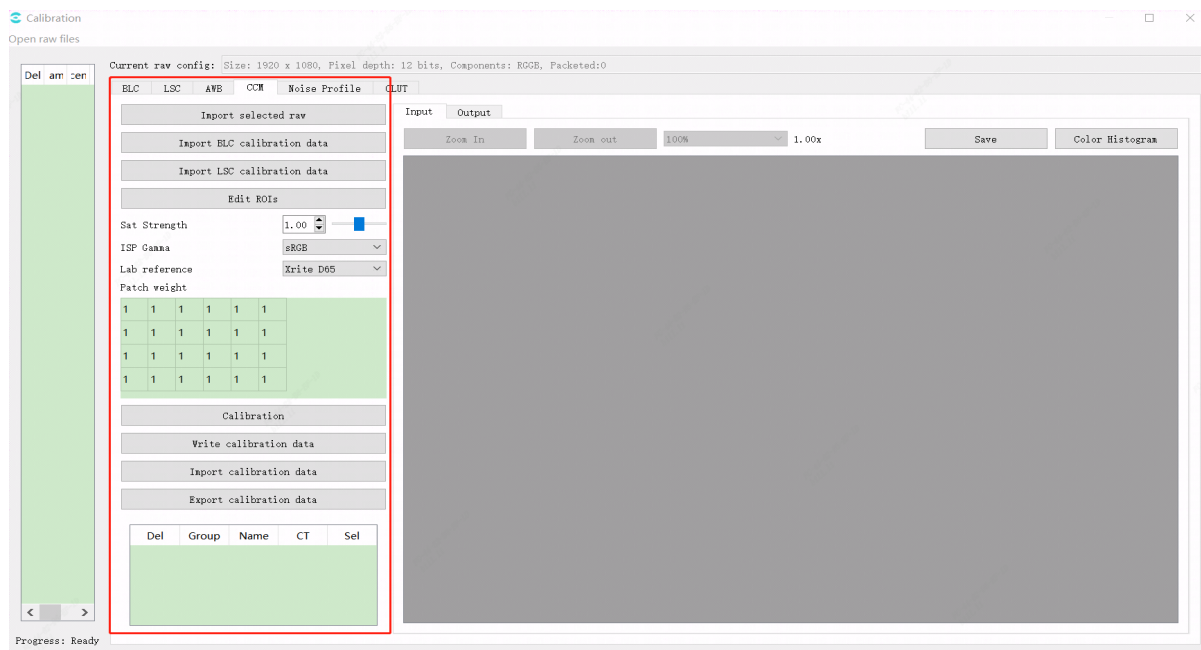 Calibration
Open raw files
Del am cen
Current raw config: Size: 1920 x 1080, Pixel depth: 12 bits, Components: RGGB, Packeted:0
BLC LSC AWB CCM Noise Profile CLUT
Import selected raw
Import BLC calibration data
Import LSC calibration data
Edit ROIs
Sat Strength 1.00
ISP Gamma sRGB
Lab reference Xrite D65
Patch weight
1 1 1 1 1 1
1 1 1 1 1 1
1 1 1 1 1 1
1 1 1 1 1 1
Calibration
Write calibration data
Import calibration data
Export calibration data
Del Group Name CT Sel
Input Output
Zoom In Zoom out 100% 1.00x Save Color Histogram
Progress: Ready